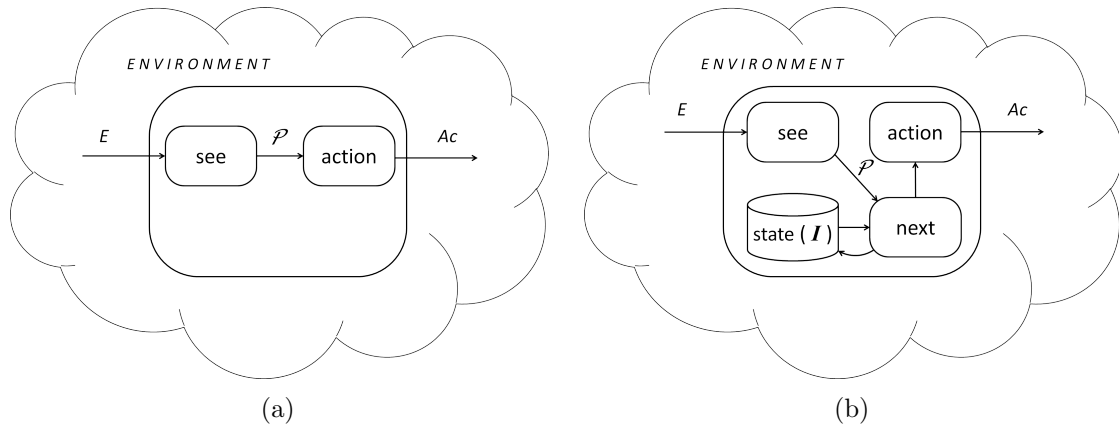 ENVIRONMENT
E
see
𝒫
action
Ac
(a)
ENVIRONMENT
E
see
action
Ac
𝒫
state (I)
next
(b)